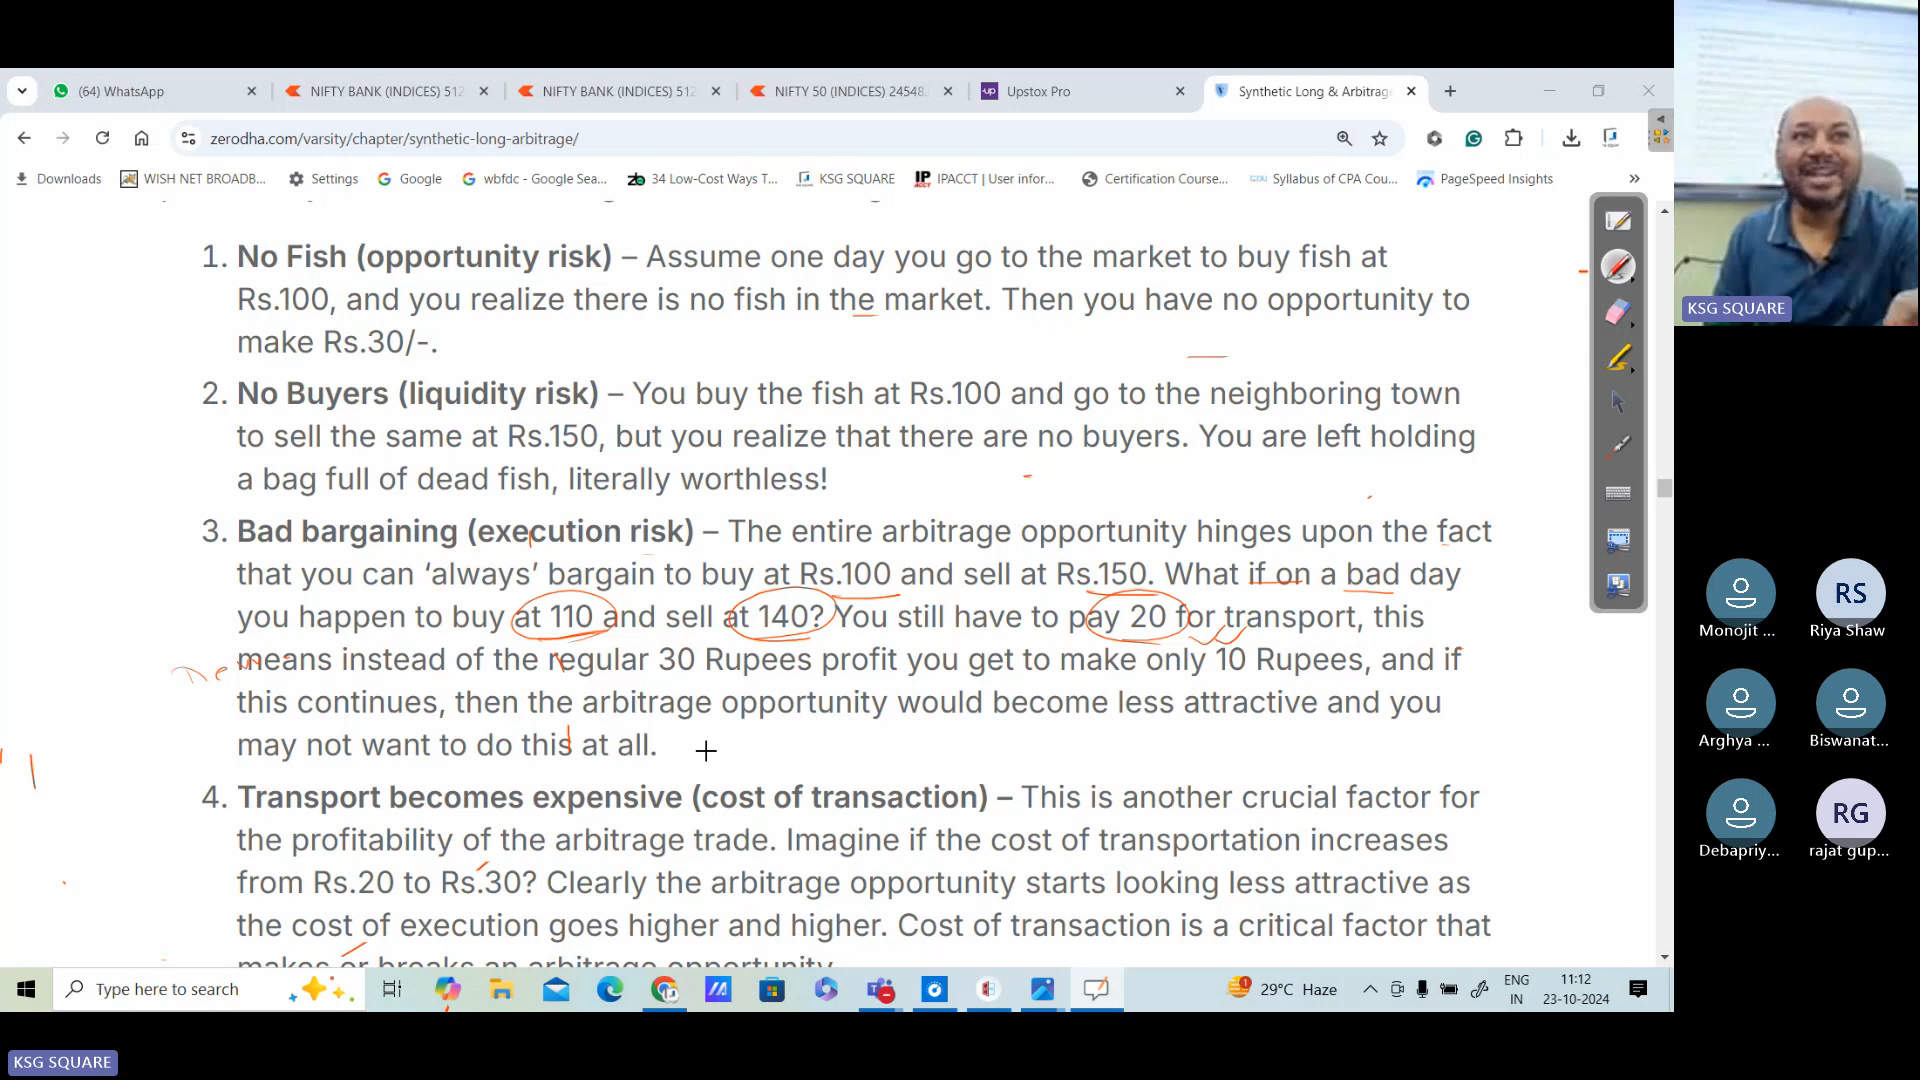 (64) WhatsApp
NIFTY BANK (INDICES) 512
NIFTY BANK (INDICES) 512
NIFTY 50 (INDICES) 24548.
Upstox Pro
Synthetic Long & Arbitrag
zerodha.com/varsity/chapter/synthetic-long-arbitrage/
Downloads
WISH NET BROADB...
Settings
Google
wbfdc - Google Sea...
34 Low-Cost Ways T...
KSG SQUARE
IPACCT | User infor...
Certification Course...
Syllabus of CPA Cou...
PageSpeed Insights
1. No Fish (opportunity risk) – Assume one day you go to the market to buy fish at
Rs.100, and you realize there is no fish in the market. Then you have no opportunity to
make Rs.30/-.
2. No Buyers (liquidity risk) – You buy the fish at Rs.100 and go to the neighboring town
to sell the same at Rs.150, but you realize that there are no buyers. You are left holding
a bag full of dead fish, literally worthless!
3. Bad bargaining (execution risk) – The entire arbitrage opportunity hinges upon the fact
that you can ‘always’ bargain to buy at Rs.100 and sell at Rs.150. What if on a bad day
you happen to buy at 110 and sell at 140? You still have to pay 20 for transport, this
means instead of the regular 30 Rupees profit you get to make only 10 Rupees, and if
this continues, then the arbitrage opportunity would become less attractive and you
may not want to do this at all.
4. Transport becomes expensive (cost of transaction) – This is another crucial factor for
the profitability of the arbitrage trade. Imagine if the cost of transportation increases
from Rs.20 to Rs.30? Clearly the arbitrage opportunity starts looking less attractive as
the cost of execution goes higher and higher. Cost of transaction is a critical factor that
makes or breaks an arbitrage opportunity
KSG SQUARE
Monojit ...
RS
Riya Shaw
Arghya ...
Biswanat...
Debapriy...
RG
rajat gup...
Type here to search
29°C Haze
ENG
IN
11:12
23-10-2024
KSG SQUARE